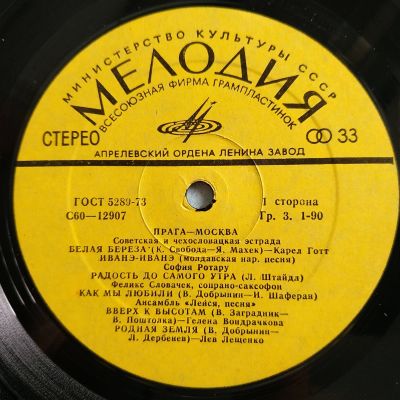 МИНИСТЕРСТВО КУЛЬТУРЫ СССР
МЕЛОДИЯ
ВСЕСОЮЗНАЯ ФИРМА ГРАМПЛАСТИНОК
СТЕРЕО 33
АПРЕЛЕВСКИЙ ОРДЕНА ЛЕНИНА ЗАВОД
ГОСТ 5289-73 1 сторона
С60—12907 Гр. 3. 1-90
ПРАГА—МОСКВА
Советская и чехословацкая эстрада
БЕЛАЯ БЕРЕЗА (К. Свобода—Я. Махек)—Карел Готт
ИВАНЭ-ИВАНЭ (молдавская нар. песня)
София Ротару
РАДОСТЬ ДО САМОГО УТРА (Л. Штайдл)
Феликс Словачек, сопрано-саксофон
КАК МЫ ЛЮБИЛИ (В. Добрынин—И. Шаферан)
Ансамбль «Лейся, песня»
ВВЕРХ К ВЫСОТАМ (В. Заградник—
В. Поштолка)—Гелена Вондрачкова
РОДНАЯ ЗЕМЛЯ (В. Добрынин—
Л. Дербенев)—Лев Лещенко